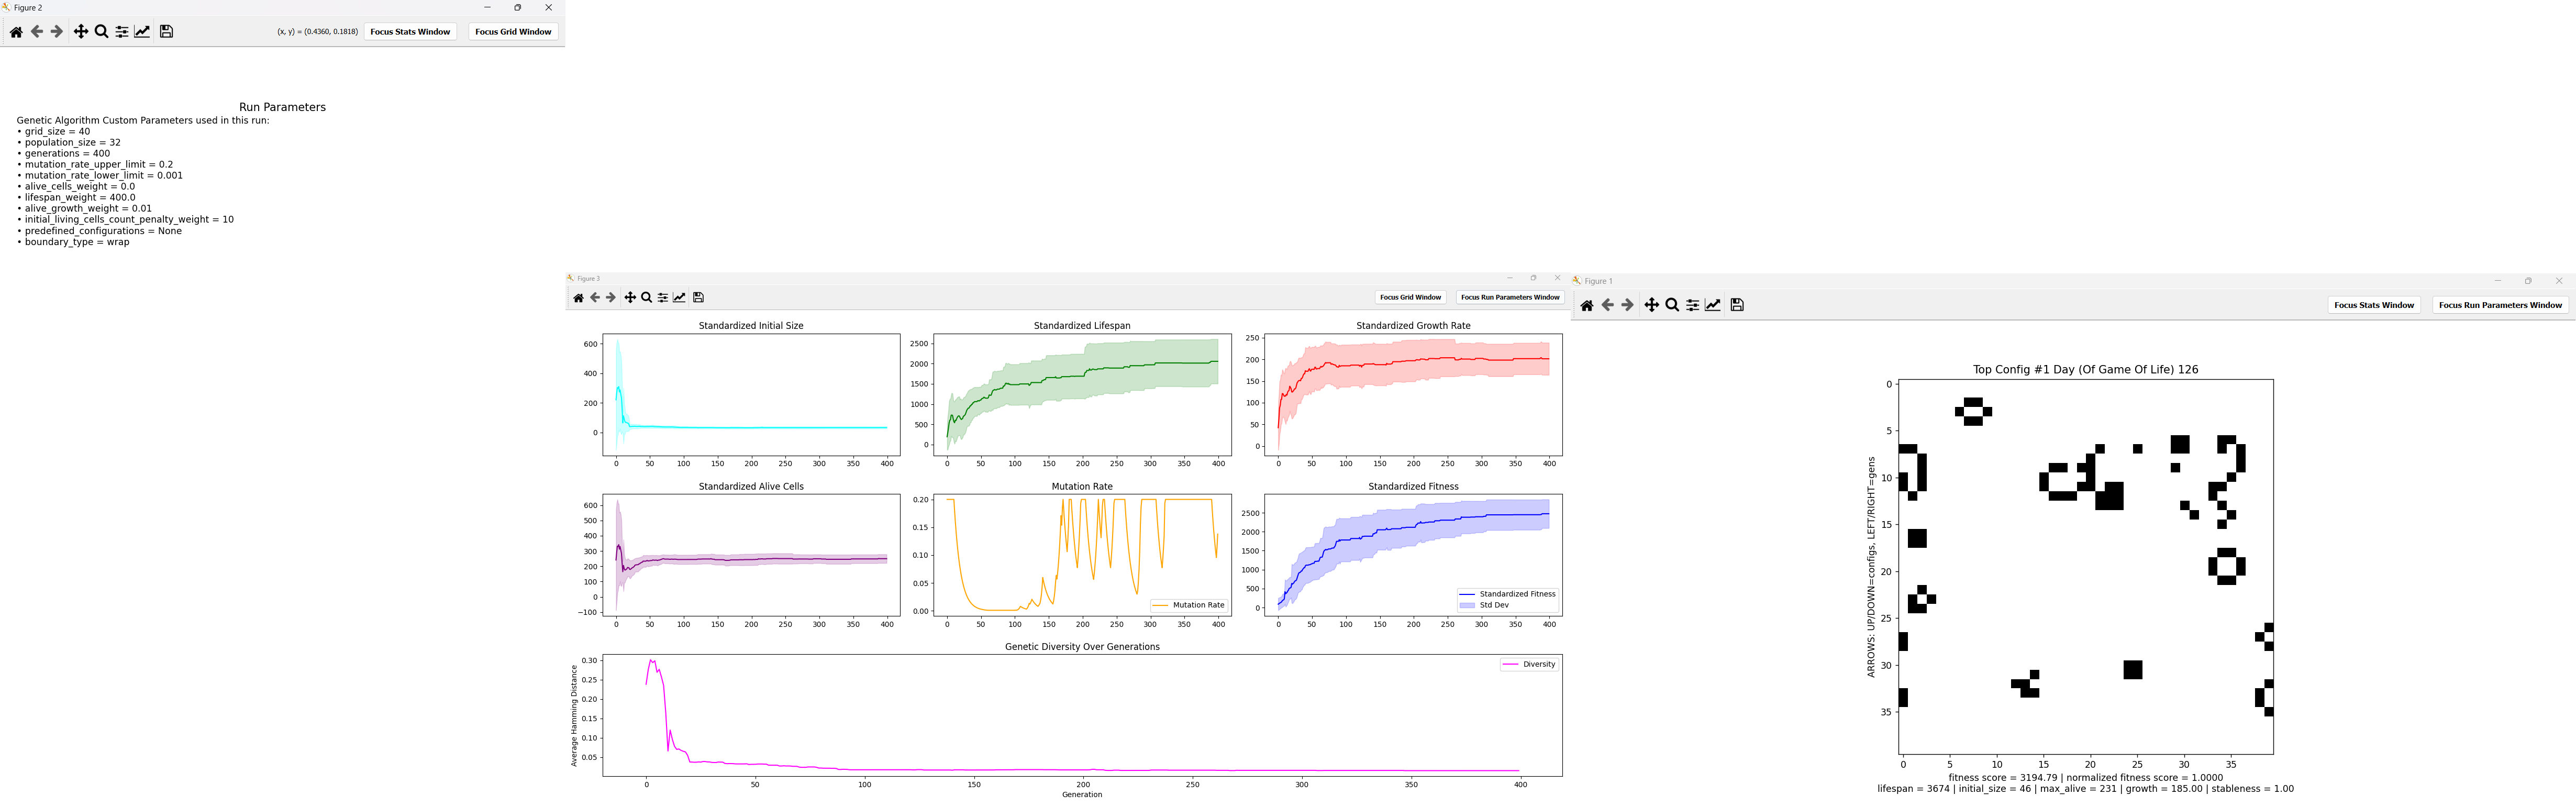 Figure 2
(x, y) = (0.4360, 0.1818)
Focus Stats Window
Focus Grid Window
Run Parameters
Genetic Algorithm Custom Parameters used in this run:
• grid_size = 40
• population_size = 32
• generations = 400
• mutation_rate_upper_limit = 0.2
• mutation_rate_lower_limit = 0.001
• alive_cells_weight = 0.0
• lifespan_weight = 400.0
• alive_growth_weight = 0.01
• initial_living_cells_count_penalty_weight = 10
• predefined_configurations = None
• boundary_type = wrap
Figure 3
Focus Grid Window
Focus Run Parameters Window
Standardized Initial Size
600
400
200
0
0 50 100 150 200 250 300 350 400
Standardized Lifespan
2500
2000
1500
1000
500
0
0 50 100 150 200 250 300 350 400
Standardized Growth Rate
250
200
150
100
50
0
0 50 100 150 200 250 300 350 400
Standardized Alive Cells
600
500
400
300
200
100
0
−100
0 50 100 150 200 250 300 350 400
Mutation Rate
0.20
0.15
0.10
0.05
0.00
Mutation Rate
0 50 100 150 200 250 300 350 400
Standardized Fitness
2500
2000
1500
1000
500
0
Standardized Fitness
Std Dev
0 50 100 150 200 250 300 350 400
Genetic Diversity Over Generations
Average Hamming Distance
0.30
0.25
0.20
0.15
0.10
0.05
Diversity
0 50 100 150 200 250 300 350 400
Generation
Figure 1
Focus Stats Window
Focus Run Parameters Window
Top Config #1 Day (Of Game Of Life) 126
ARROWS: UP/DOWN=configs, LEFT/RIGHT=gens
0
5
10
15
20
25
30
35
0 5 10 15 20 25 30 35
fitness score = 3194.79 | normalized fitness score = 1.0000
lifespan = 3674 | initial_size = 46 | max_alive = 231 | growth = 185.00 | stableness = 1.00